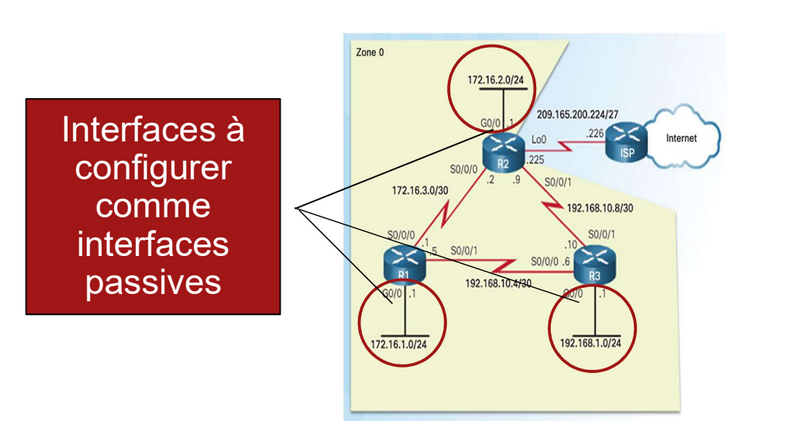 Interfaces à
configurer
comme
interfaces
passives
Zone 0
172.16.2.0/24
G0/0 .1
209.165.200.224/27
Lo0
.226
ISP
Internet
R2
.225
S0/0/0
.2
.9
S0/0/1
172.16.3.0/30
192.168.10.8/30
S0/0/0
.1
S0/0/1
.10
.5
S0/0/1
S0/0/0 .6
R1
R3
192.168.10.4/30
G0/0 .1
G0/0 .1
172.16.1.0/24
192.168.1.0/24